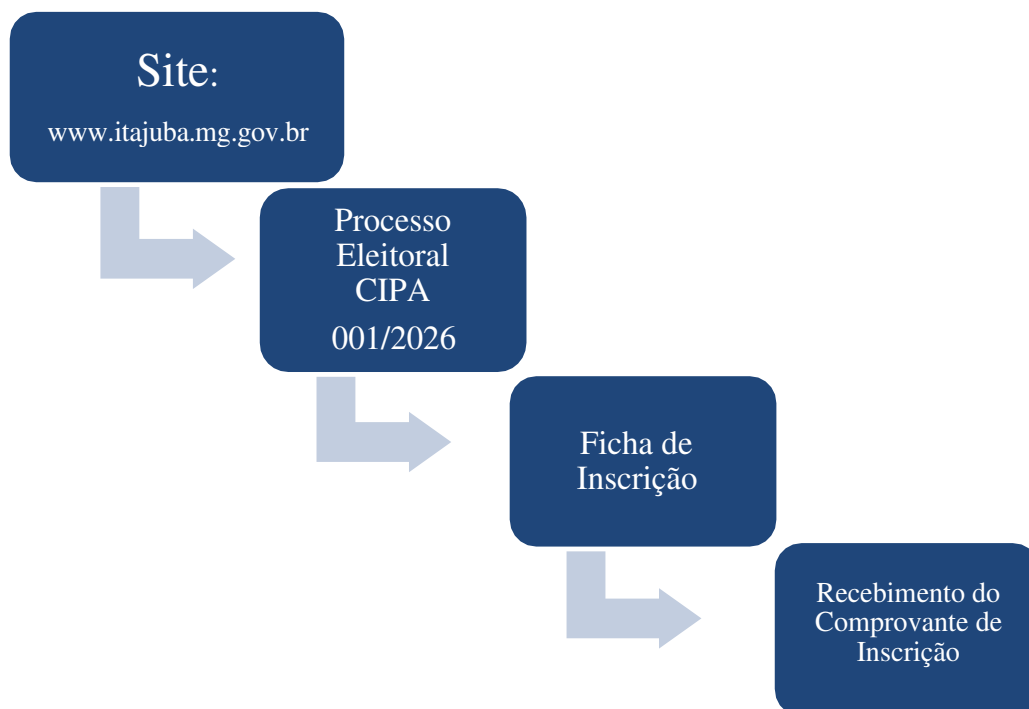 Site:
www.itajuba.mg.gov.br
Processo
Eleitoral
CIPA
001/2026
Ficha de
Inscrição
Recebimento do
Comprovante de
Inscrição